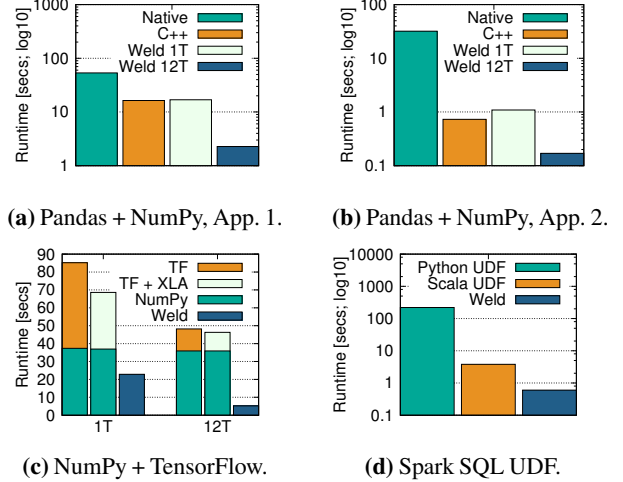 Runtime [secs; log10]
1000
100
10
1
Native
C++
Weld 1T
Weld 12T
(a) Pandas + NumPy, App. 1.
Runtime [secs; log10]
100
10
1
0.1
Native
C++
Weld 1T
Weld 12T
(b) Pandas + NumPy, App. 2.
Runtime [secs]
90
80
70
60
50
40
30
20
10
0
TF
TF + XLA
NumPy
Weld
1T
12T
(c) NumPy + TensorFlow.
Runtime [secs; log10]
10000
1000
100
10
1
0.1
Python UDF
Scala UDF
Weld
(d) Spark SQL UDF.